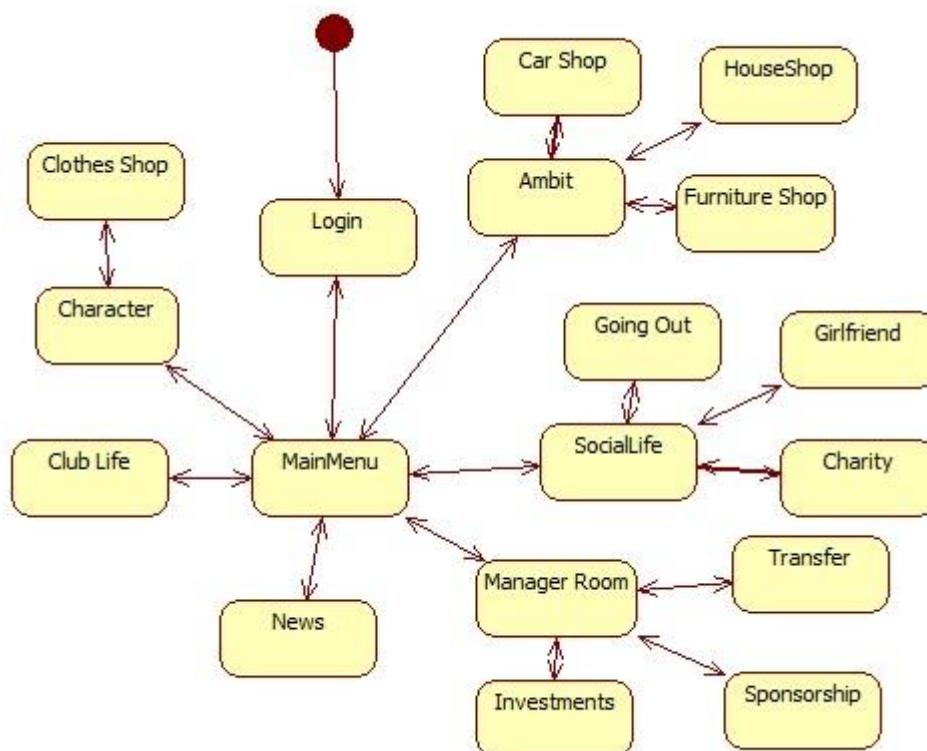 Car Shop
HouseShop
Clothes Shop
Ambit
Furniture Shop
Login
Character
Going Out
Girlfriend
Club Life
MainMenu
SocialLife
Charity
Transfer
Manager Room
News
Investments
Sponsorship